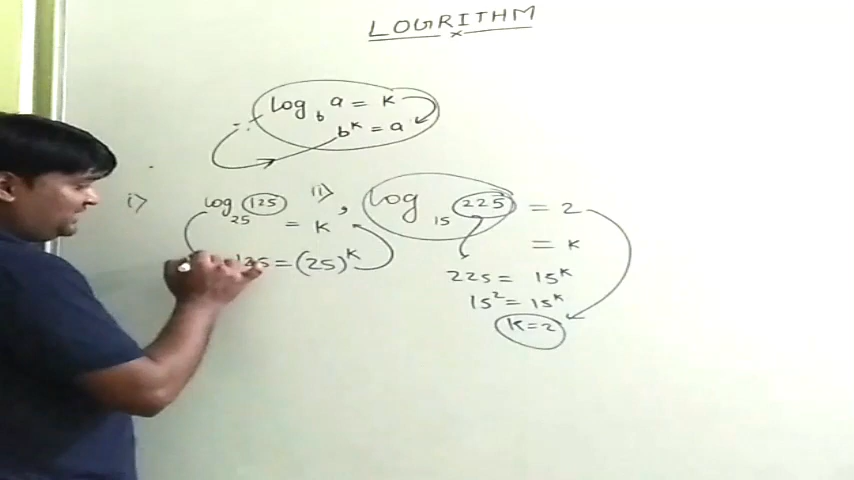 LOGRITHM
log_b a = k
b^k = a
i>
log_25 125
= k
125 = (25)^k
ii>,
log_15 225 = 2
= k
225 = 15^k
15^2 = 15^k
k = 2